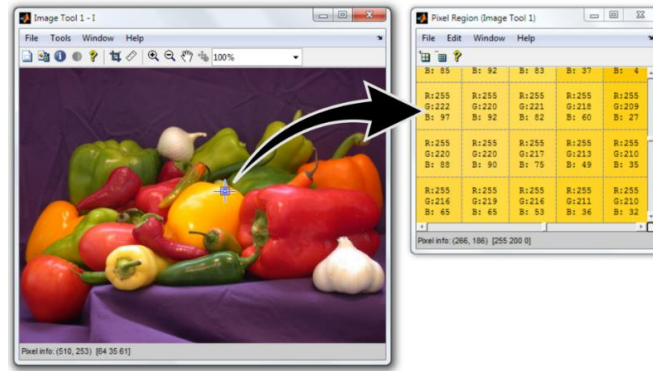 Image Tool 1 - I
File Tools Window Help
100%
Pixel info: (510, 253) [64 35 61]
Pixel Region (Image Tool 1)
File Edit Window Help
B: 85 B: 92 B: 83 B: 37 B: 4
R:255 R:255 R:255 R:255 R:255
G:222 G:220 G:221 G:218 G:209
B: 97 B: 92 B: 82 B: 60 B: 27
R:255 R:255 R:255 R:255 R:255
G:220 G:220 G:217 G:213 G:210
B: 88 B: 90 B: 75 B: 49 B: 35
R:255 R:255 R:255 R:255 R:255
G:216 G:219 G:216 G:211 G:210
B: 65 B: 65 B: 53 B: 36 B: 32
Pixel info: (266, 186) [255 200 0]